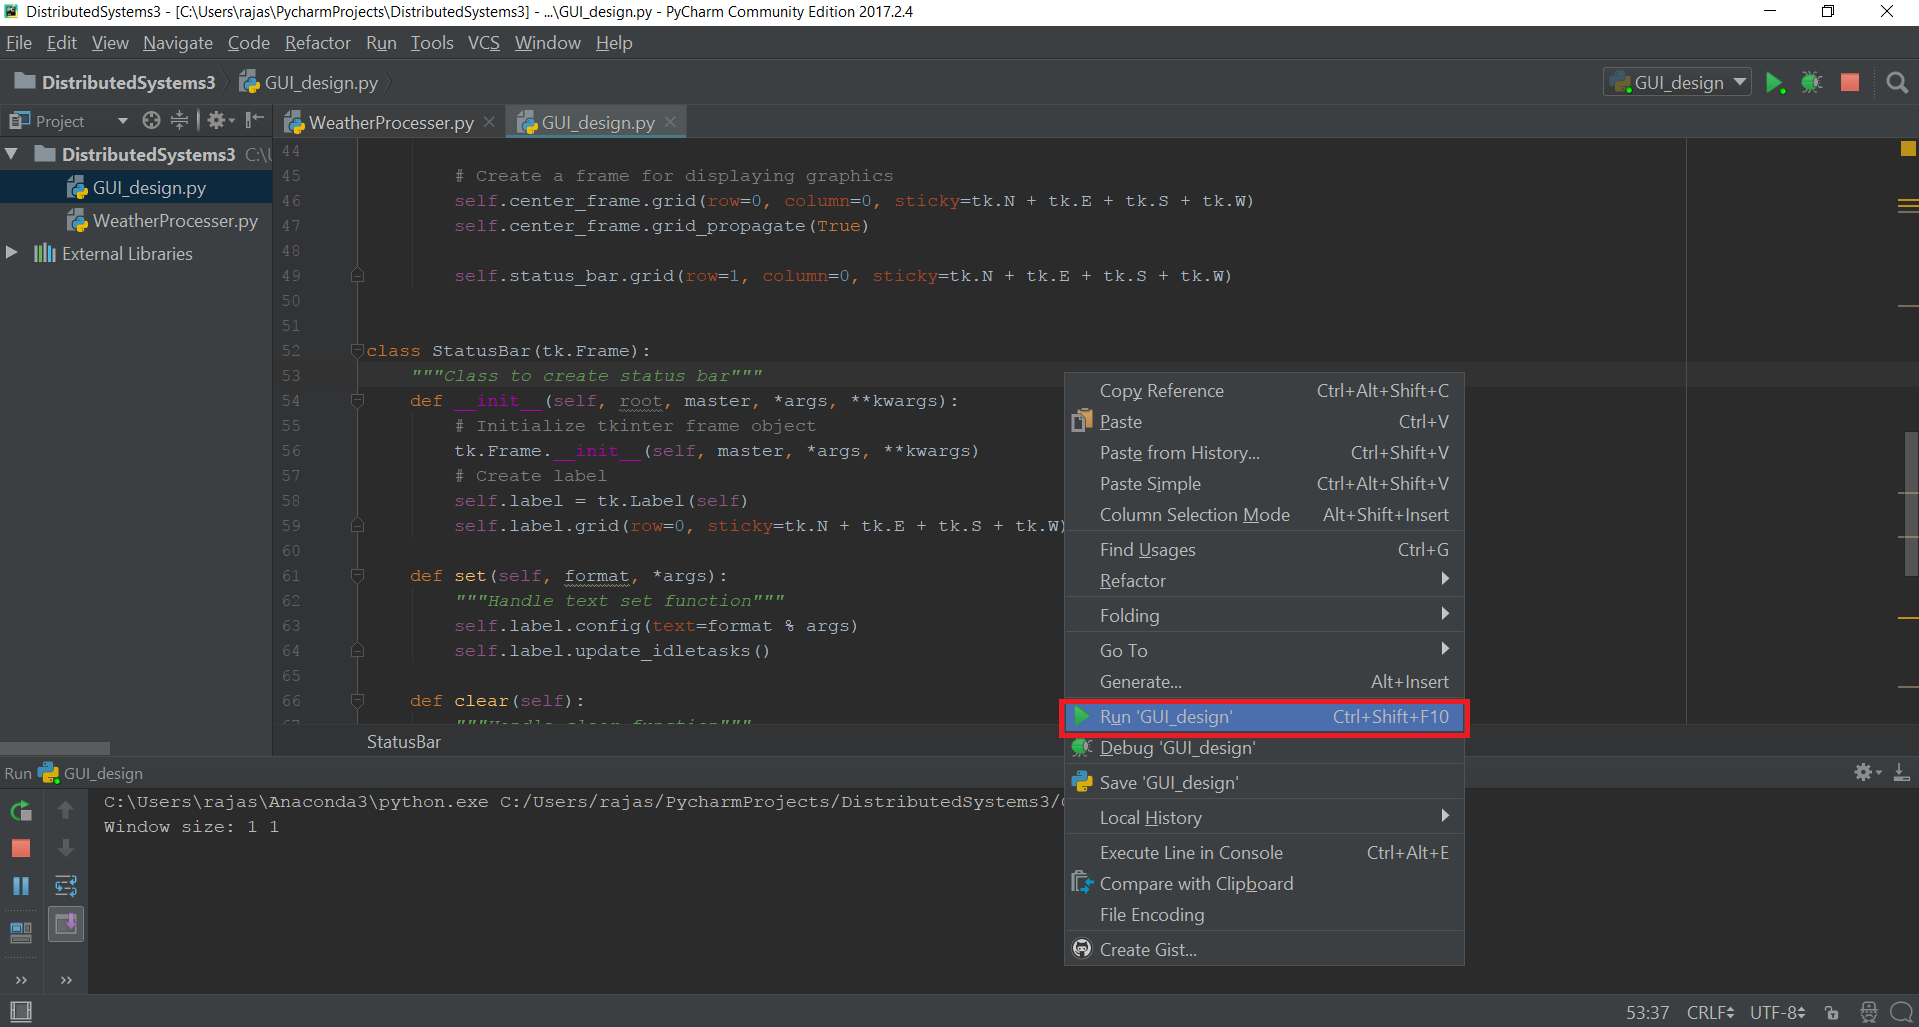 DistributedSystems3 - [C:\Users\rajas\PycharmProjects\DistributedSystems3] - ...\GUI_design.py - PyCharm Community Edition 2017.2.4
File Edit View Navigate Code Refactor Run Tools VCS Window Help
DistributedSystems3 GUI_design.py GUI_design
Project WeatherProcesser.py GUI_design.py
DistributedSystems3 C:\U
GUI_design.py
WeatherProcesser.py
External Libraries
44
45 # Create a frame for displaying graphics
46 self.center_frame.grid(row=0, column=0, sticky=tk.N + tk.E + tk.S + tk.W)
47 self.center_frame.grid_propagate(True)
48
49 self.status_bar.grid(row=1, column=0, sticky=tk.N + tk.E + tk.S + tk.W)
50
51
52 class StatusBar(tk.Frame):
53 """Class to create status bar"""
54 def __init__(self, root, master, *args, **kwargs):
55 # Initialize tkinter frame object
56 tk.Frame.__init__(self, master, *args, **kwargs)
57 # Create label
58 self.label = tk.Label(self)
59 self.label.grid(row=0, sticky=tk.N + tk.E + tk.S + tk.W)
60
61 def set(self, format, *args):
62 """Handle text set function"""
63 self.label.config(text=format % args)
64 self.label.update_idletasks()
65
66 def clear(self):
67 """Handle clear function"""
StatusBar
Copy Reference Ctrl+Alt+Shift+C
Paste Ctrl+V
Paste from History... Ctrl+Shift+V
Paste Simple Ctrl+Alt+Shift+V
Column Selection Mode Alt+Shift+Insert
Find Usages Ctrl+G
Refactor
Folding
Go To
Generate... Alt+Insert
Run 'GUI_design' Ctrl+Shift+F10
Debug 'GUI_design'
Save 'GUI_design'
Local History
Execute Line in Console Ctrl+Alt+E
Compare with Clipboard
File Encoding
Create Gist...
Run GUI_design
C:\Users\rajas\Anaconda3\python.exe C:/Users/rajas/PycharmProjects/DistributedSystems3/
Window size: 1 1
53:37 CRLF UTF-8